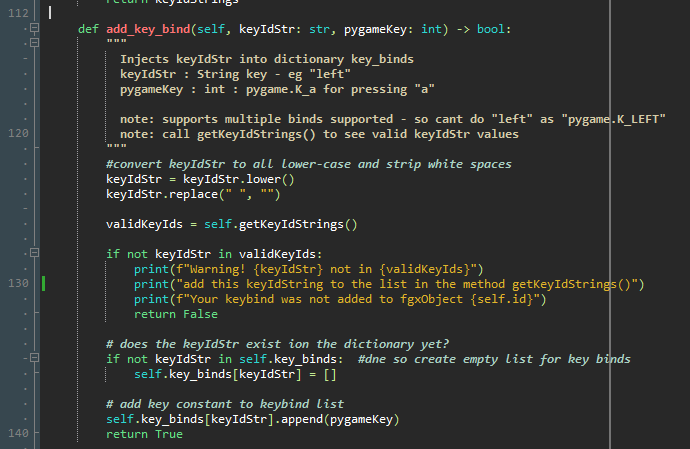 return keyIdStrings
112
def add_key_bind(self, keyIdStr: str, pygameKey: int) -> bool:
"""
Injects keyIdStr into dictionary key_binds
keyIdStr : String key - eg "left"
pygameKey : int : pygame.K_a for pressing "a"
note: supports multiple binds supported - so cant do "left" as "pygame.K_LEFT"
120 note: call getKeyIdStrings() to see valid keyIdStr values
"""
#convert keyIdStr to all lower-case and strip white spaces
keyIdStr = keyIdStr.lower()
keyIdStr.replace(" ", "")
validKeyIds = self.getKeyIdStrings()
if not keyIdStr in validKeyIds:
print(f"Warning! {keyIdStr} not in {validKeyIds}")
130 print("add this keyIdString to the list in the method getKeyIdStrings()")
print(f"Your keybind was not added to fgxObject {self.id}")
return False
# does the keyIdStr exist ion the dictionary yet?
if not keyIdStr in self.key_binds: #dne so create empty list for key binds
self.key_binds[keyIdStr] = []
# add key constant to keybind list
self.key_binds[keyIdStr].append(pygameKey)
140 return True